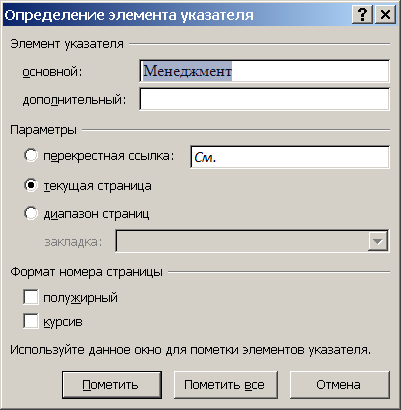 Определение элемента указателя
Элемент указателя
основной: Менеджмент
дополнительный:
Параметры
перекрестная ссылка: См.
текущая страница
диапазон страниц
закладка:
Формат номера страницы
полужирный
курсив
Используйте данное окно для пометки элементов указателя.
Пометить Пометить все Отмена